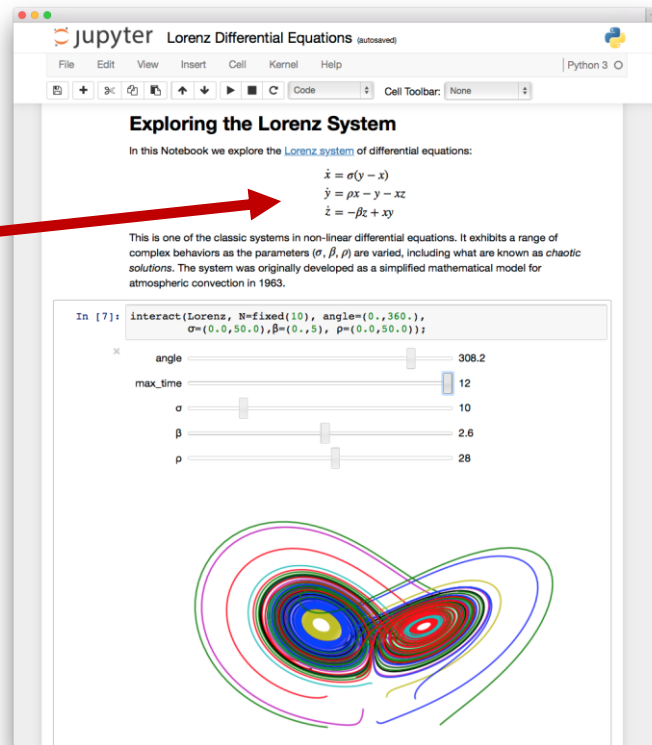 jupyter Lorenz Differential Equations (autosaved)
File Edit View Insert Cell Kernel Help Python 3
Code Cell Toolbar: None
Exploring the Lorenz System
In this Notebook we explore the Lorenz system of differential equations:
ẋ = σ(y − x)
ẏ = ρx − y − xz
ż = −βz + xy
This is one of the classic systems in non-linear differential equations. It exhibits a range of
complex behaviors as the parameters (σ, β, ρ) are varied, including what are known as chaotic
solutions. The system was originally developed as a simplified mathematical model for
atmospheric convection in 1963.
In [7]: interact(Lorenz, N=fixed(10), angle=(0.,360.),
σ=(0.0,50.0),β=(0.,5), ρ=(0.0,50.0));
angle 308.2
max_time 12
σ 10
β 2.6
ρ 28